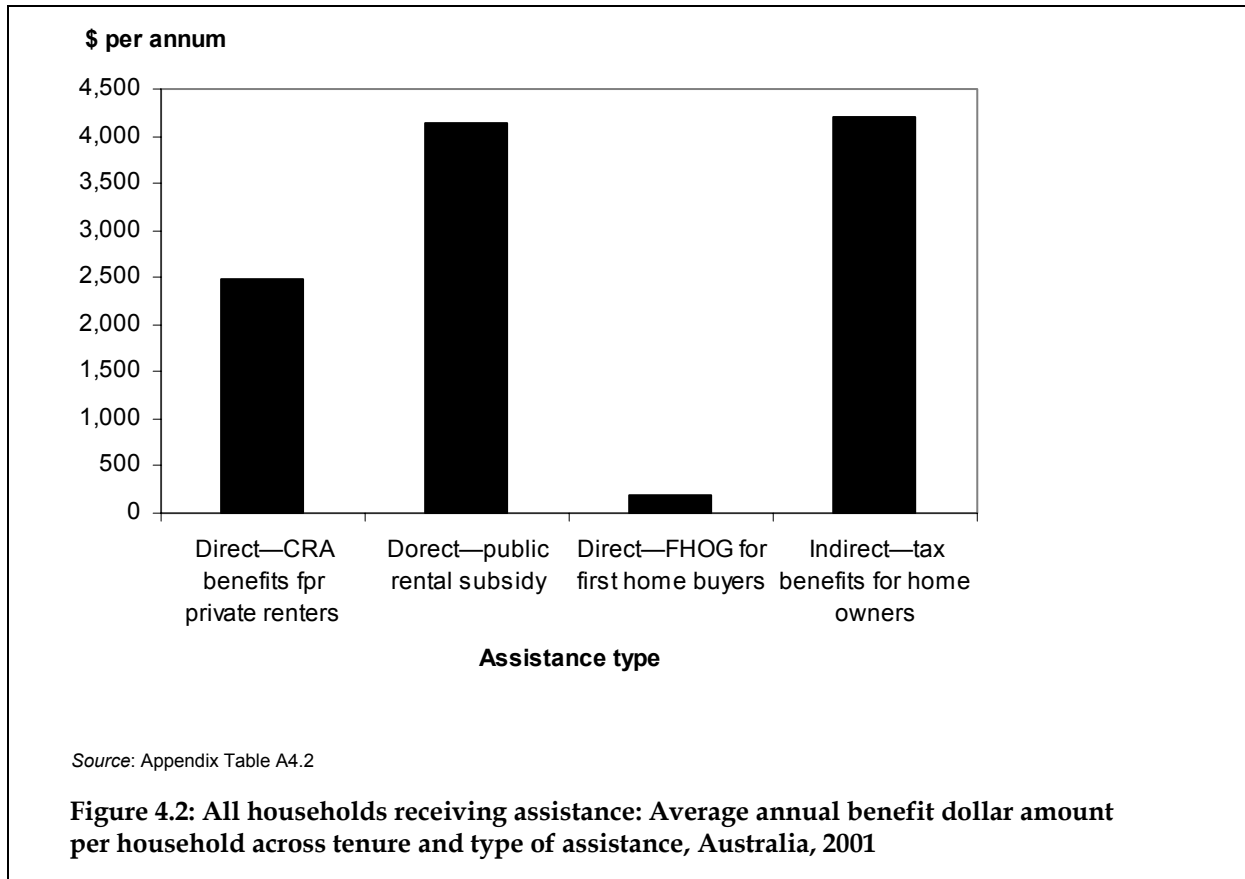 $ per annum
4,500
4,000
3,500
3,000
2,500
2,000
1,500
1,000
500
0
Direct—CRA benefits fpr private renters
Dorect—public rental subsidy
Direct—FHOG for first home buyers
Indirect—tax benefits for home owners
Assistance type
Source: Appendix Table A4.2
Figure 4.2: All households receiving assistance: Average annual benefit dollar amount
per household across tenure and type of assistance, Australia, 2001